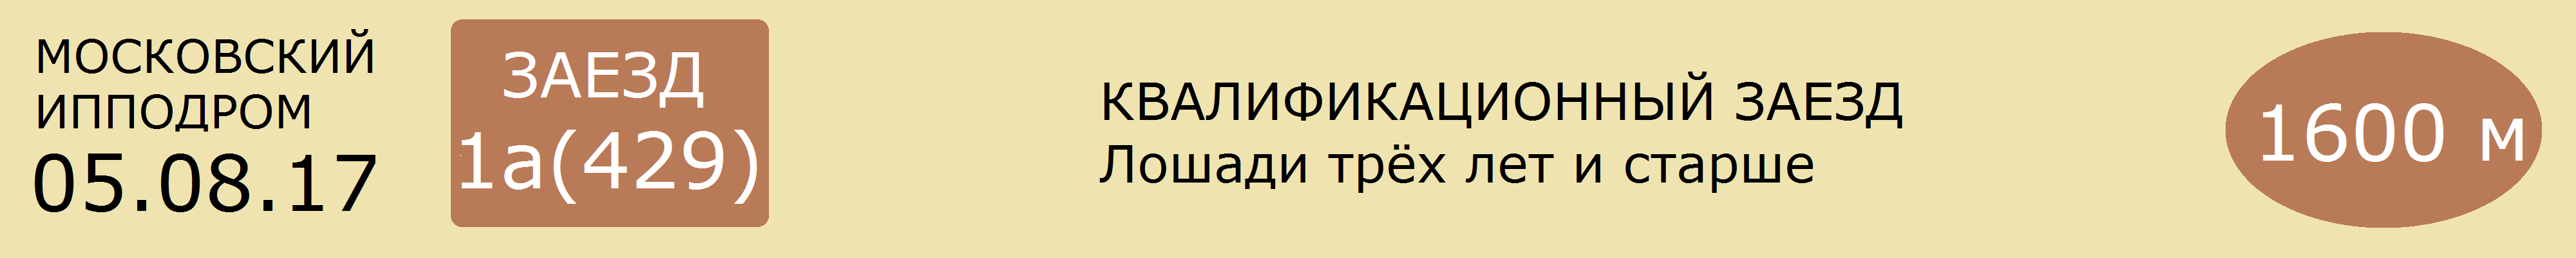 МОСКОВСКИЙ
ИППОДРОМ
05.08.17
ЗАЕЗД
1а(429)
КВАЛИФИКАЦИОННЫЙ ЗАЕЗД
Лошади трёх лет и старше
1600 м